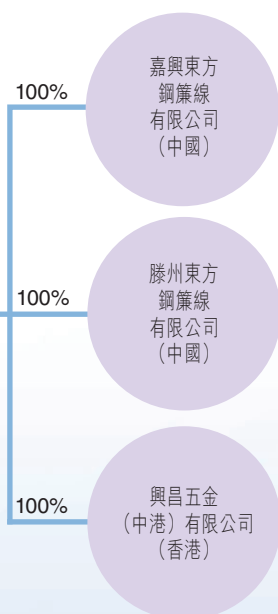 100%
嘉興東方
鋼簾線
有限公司
（中國）
100%
滕州東方
鋼簾線
有限公司
（中國）
100%
興昌五金
（中港）有限公司
（香港）